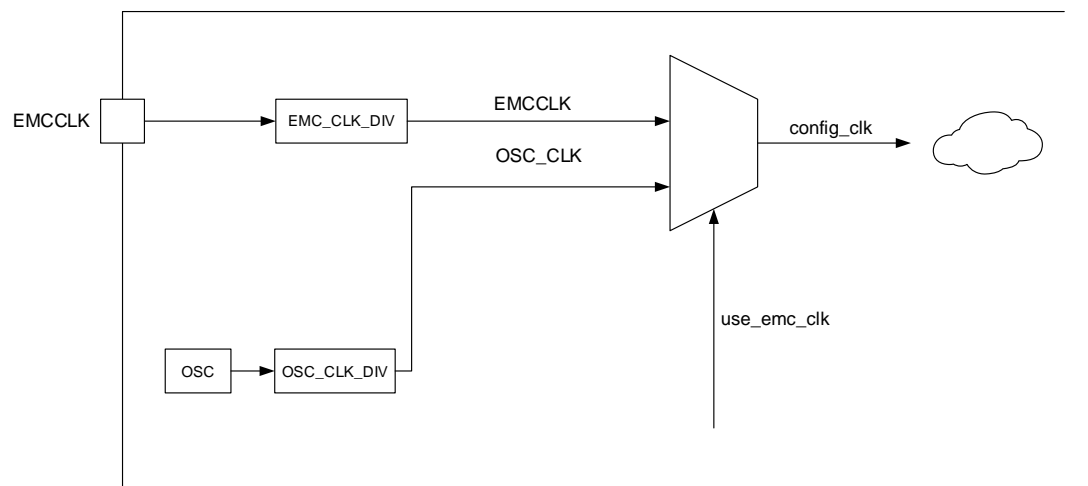 EMCCLK
EMC_CLK_DIV
EMCCLK
OSC_CLK
config_clk
use_emc_clk
OSC
OSC_CLK_DIV